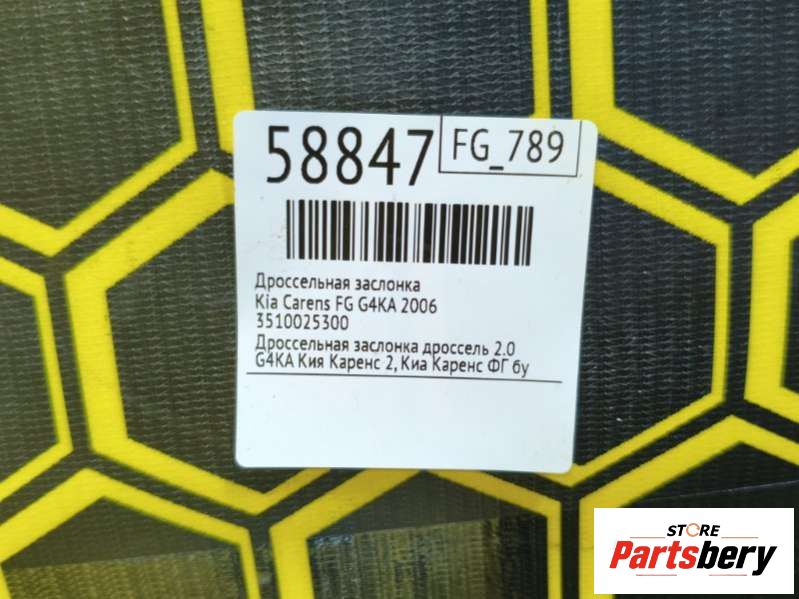 58847
FG_789
Дроссельная заслонка
Kia Carens FG G4KA 2006
3510025300
Дроссельная заслонка дроссель 2.0
G4KA Кия Каренс 2, Киа Каренс ФГ бу
STORE
Partsbery